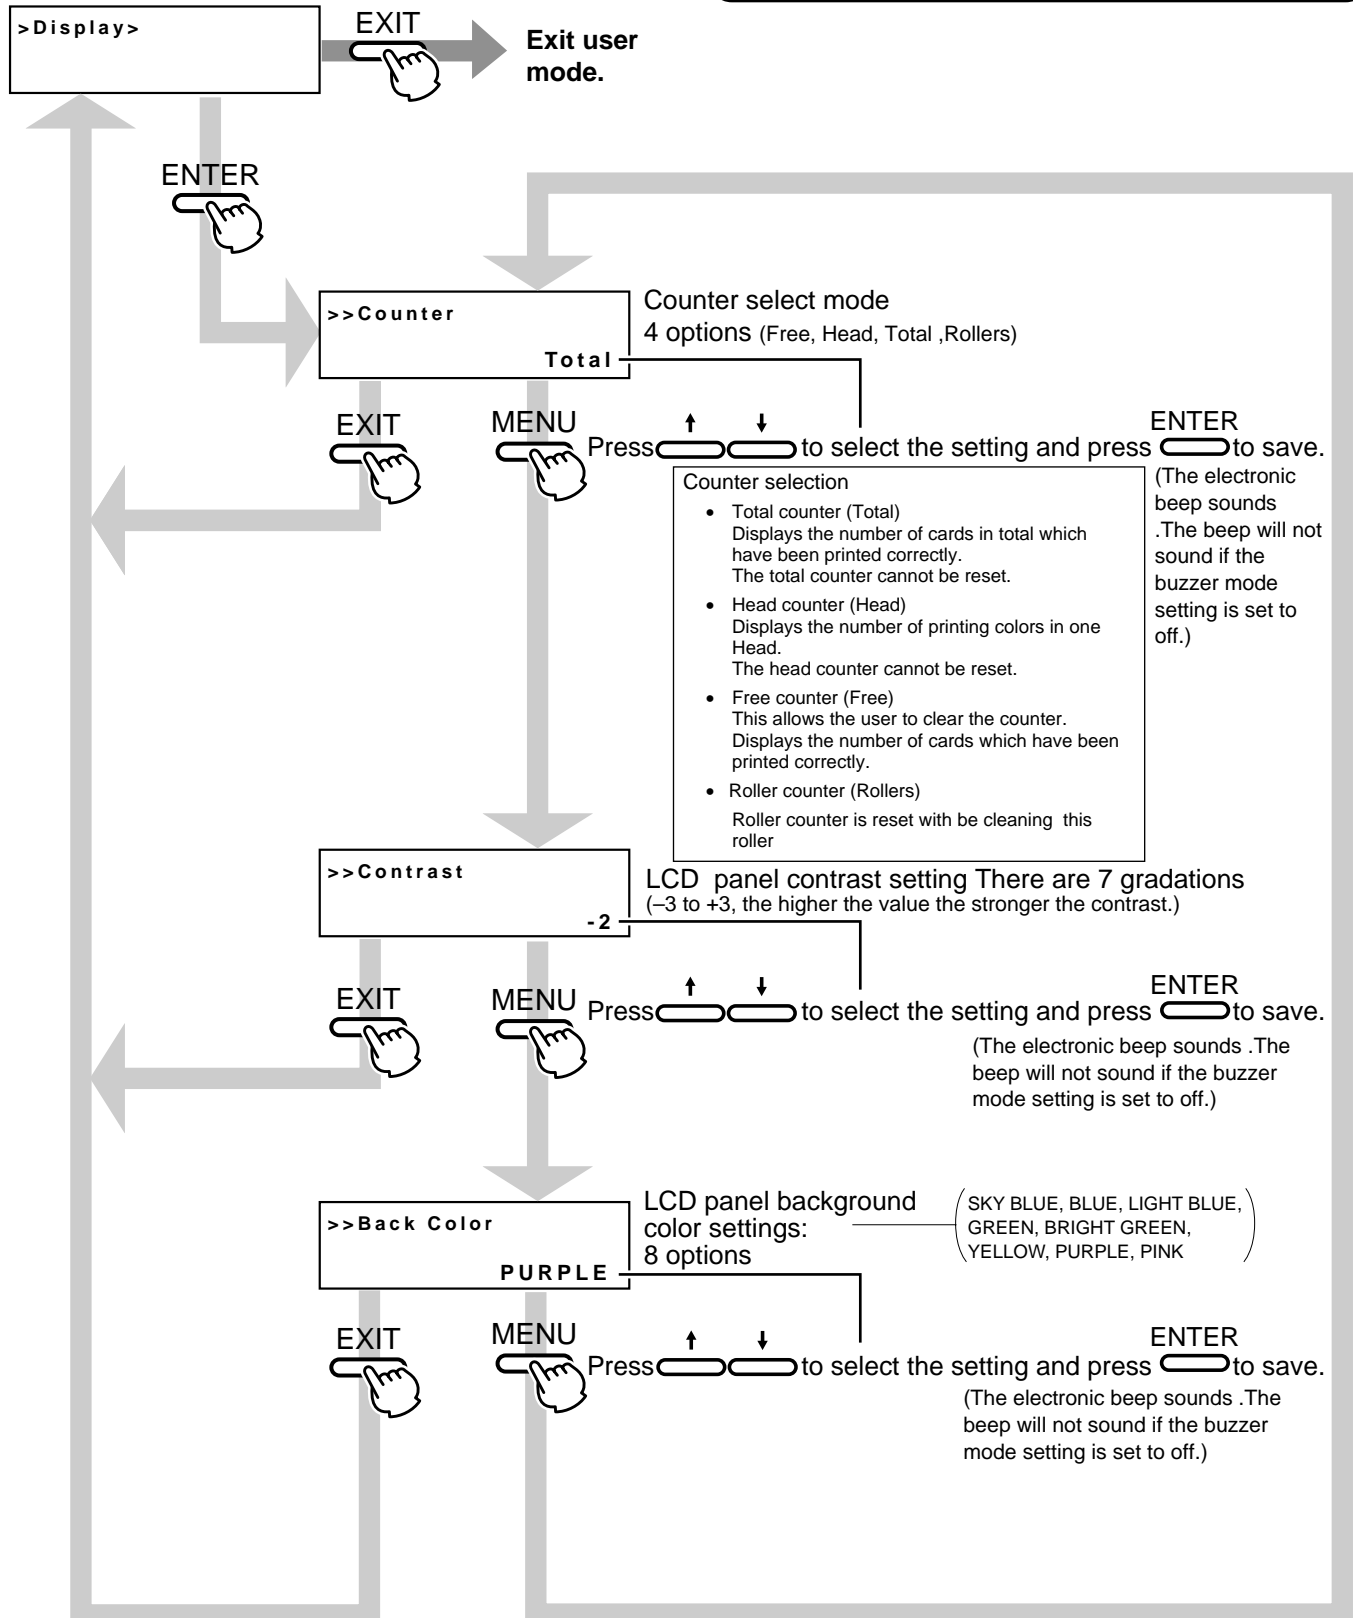 >Display>
EXIT
Exit user
mode.
ENTER
>>Counter
Total
Counter select mode
4 options (Free, Head, Total ,Rollers)
EXIT
MENU
Press to select the setting and press ENTER to save.
(The electronic
beep sounds
.The beep will not
sound if the
buzzer mode
setting is set to
off.)
Counter selection
• Total counter (Total)
Displays the number of cards in total which
have been printed correctly.
The total counter cannot be reset.
• Head counter (Head)
Displays the number of printing colors in one
Head.
The head counter cannot be reset.
• Free counter (Free)
This allows the user to clear the counter.
Displays the number of cards which have been
printed correctly.
• Roller counter (Rollers)
Roller counter is reset with be cleaning this
roller
>>Contrast
-2
LCD panel contrast setting There are 7 gradations
(–3 to +3, the higher the value the stronger the contrast.)
EXIT
MENU
Press to select the setting and press ENTER to save.
(The electronic beep sounds .The
beep will not sound if the buzzer
mode setting is set to off.)
>>Back Color
PURPLE
LCD panel background
color settings:
8 options
SKY BLUE, BLUE, LIGHT BLUE,
GREEN, BRIGHT GREEN,
YELLOW, PURPLE, PINK
EXIT
MENU
Press to select the setting and press ENTER to save.
(The electronic beep sounds .The
beep will not sound if the buzzer
mode setting is set to off.)